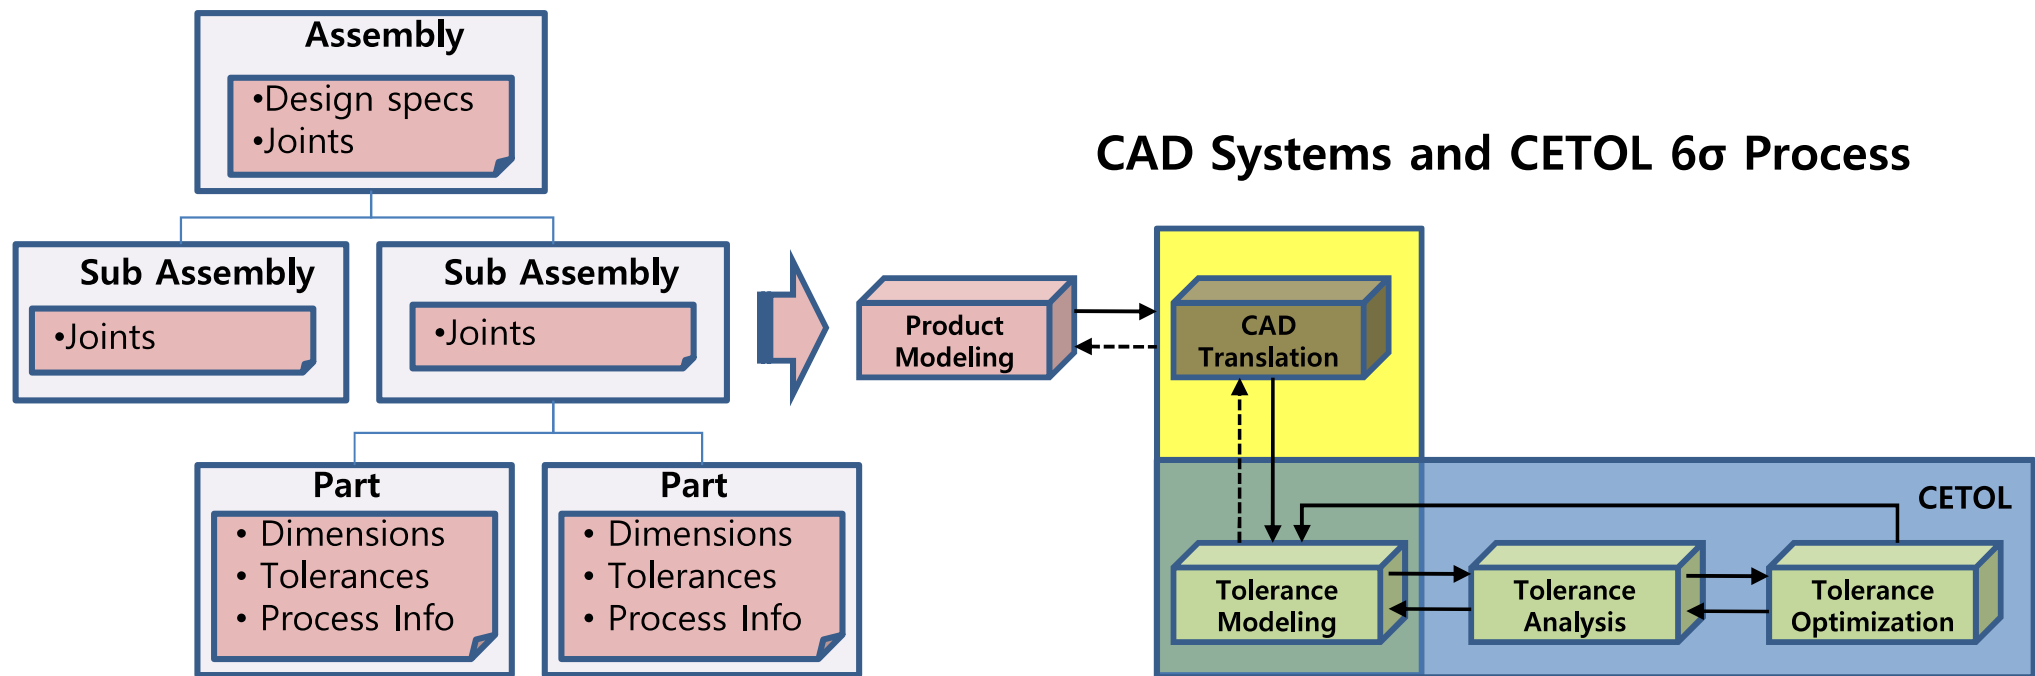 Assembly
•Design specs
•Joints
Sub Assembly
•Joints
Sub Assembly
•Joints
Part
• Dimensions
• Tolerances
• Process Info
Part
• Dimensions
• Tolerances
• Process Info
CAD Systems and CETOL 6σ Process
Product
Modeling
CAD
Translation
CETOL
Tolerance
Modeling
Tolerance
Analysis
Tolerance
Optimization